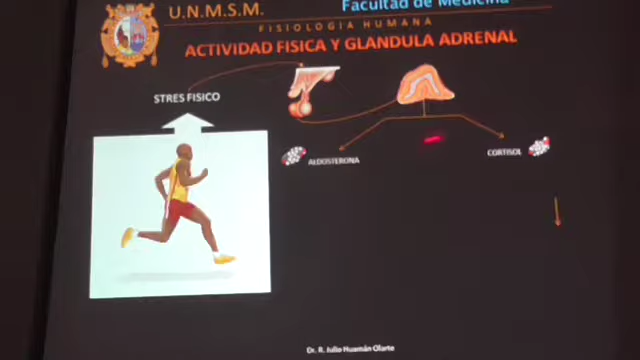 U.N.M.S.M.
Facultad de Medicina
FISIOLOGIA HUMANA
ACTIVIDAD FISICA Y GLANDULA ADRENAL
STRES FISICO
ALDOSTERONA
CORTISOL
Dr. R. Julio Huamán Olarte